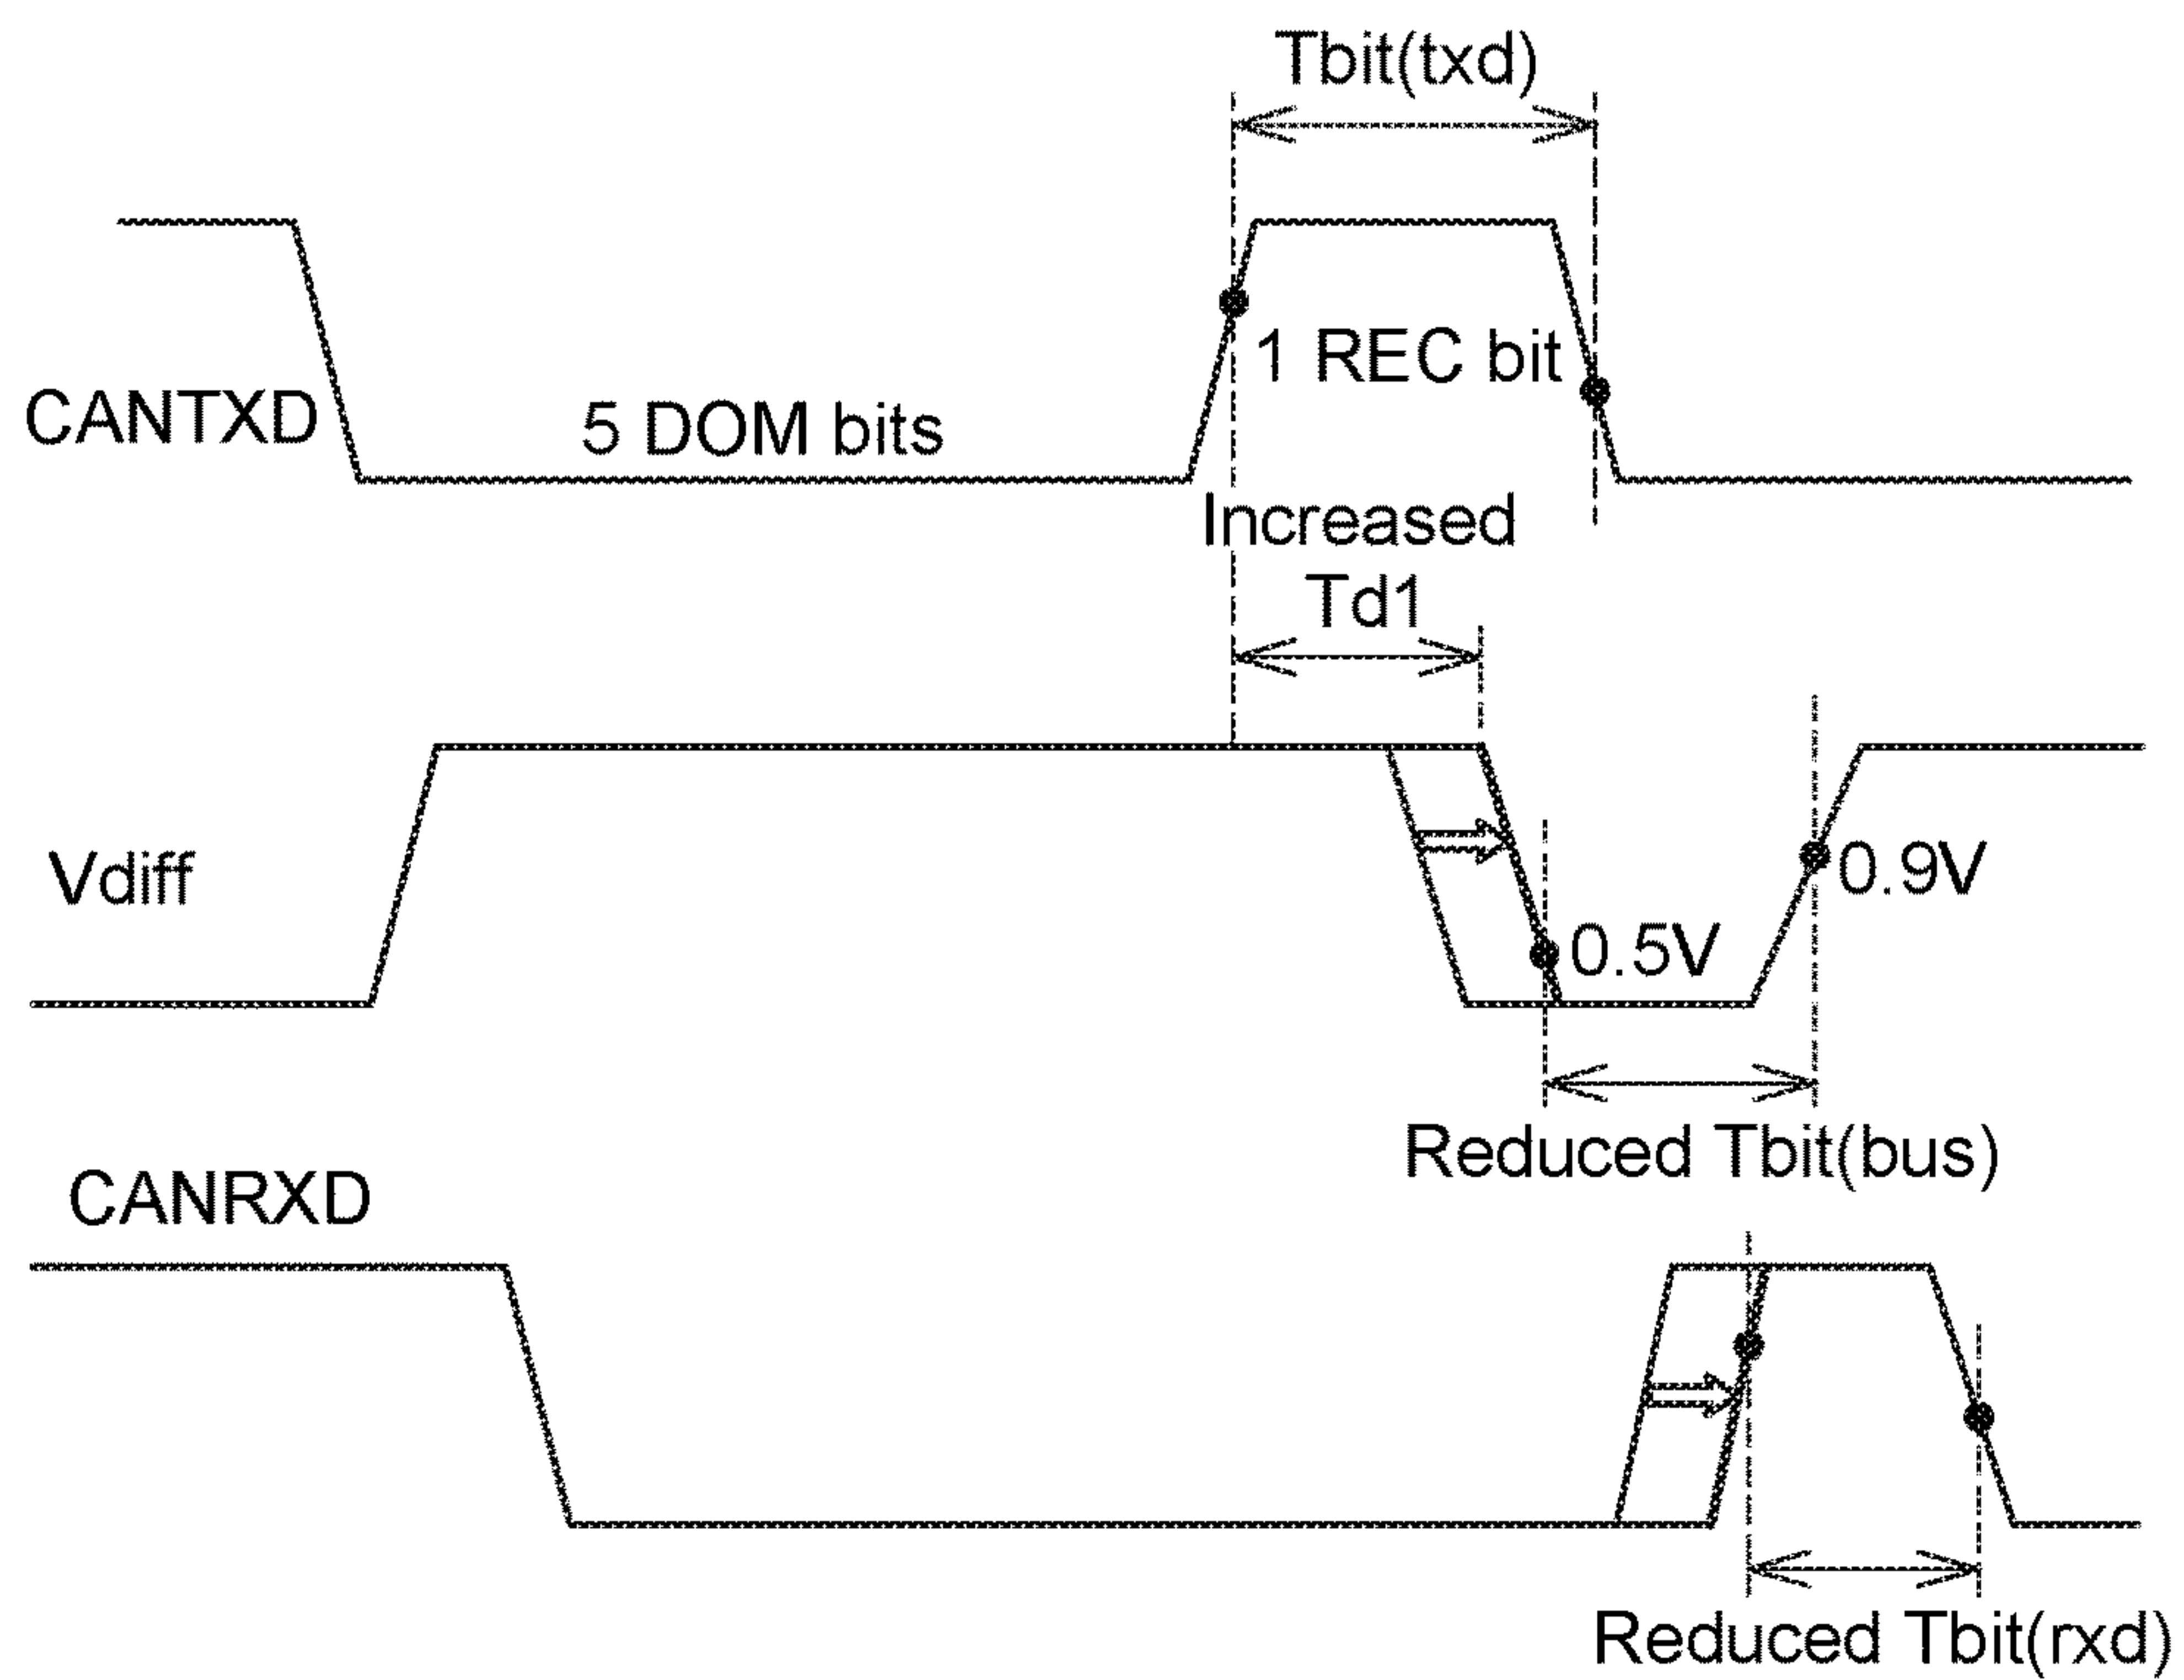 Tbit(txd)
1 REC bit
CANTXD
5 DOM bits
Increased
Td1
Vdiff
0.9V
0.5V
Reduced Tbit(bus)
CANRXD
Reduced Tbit(rxd)